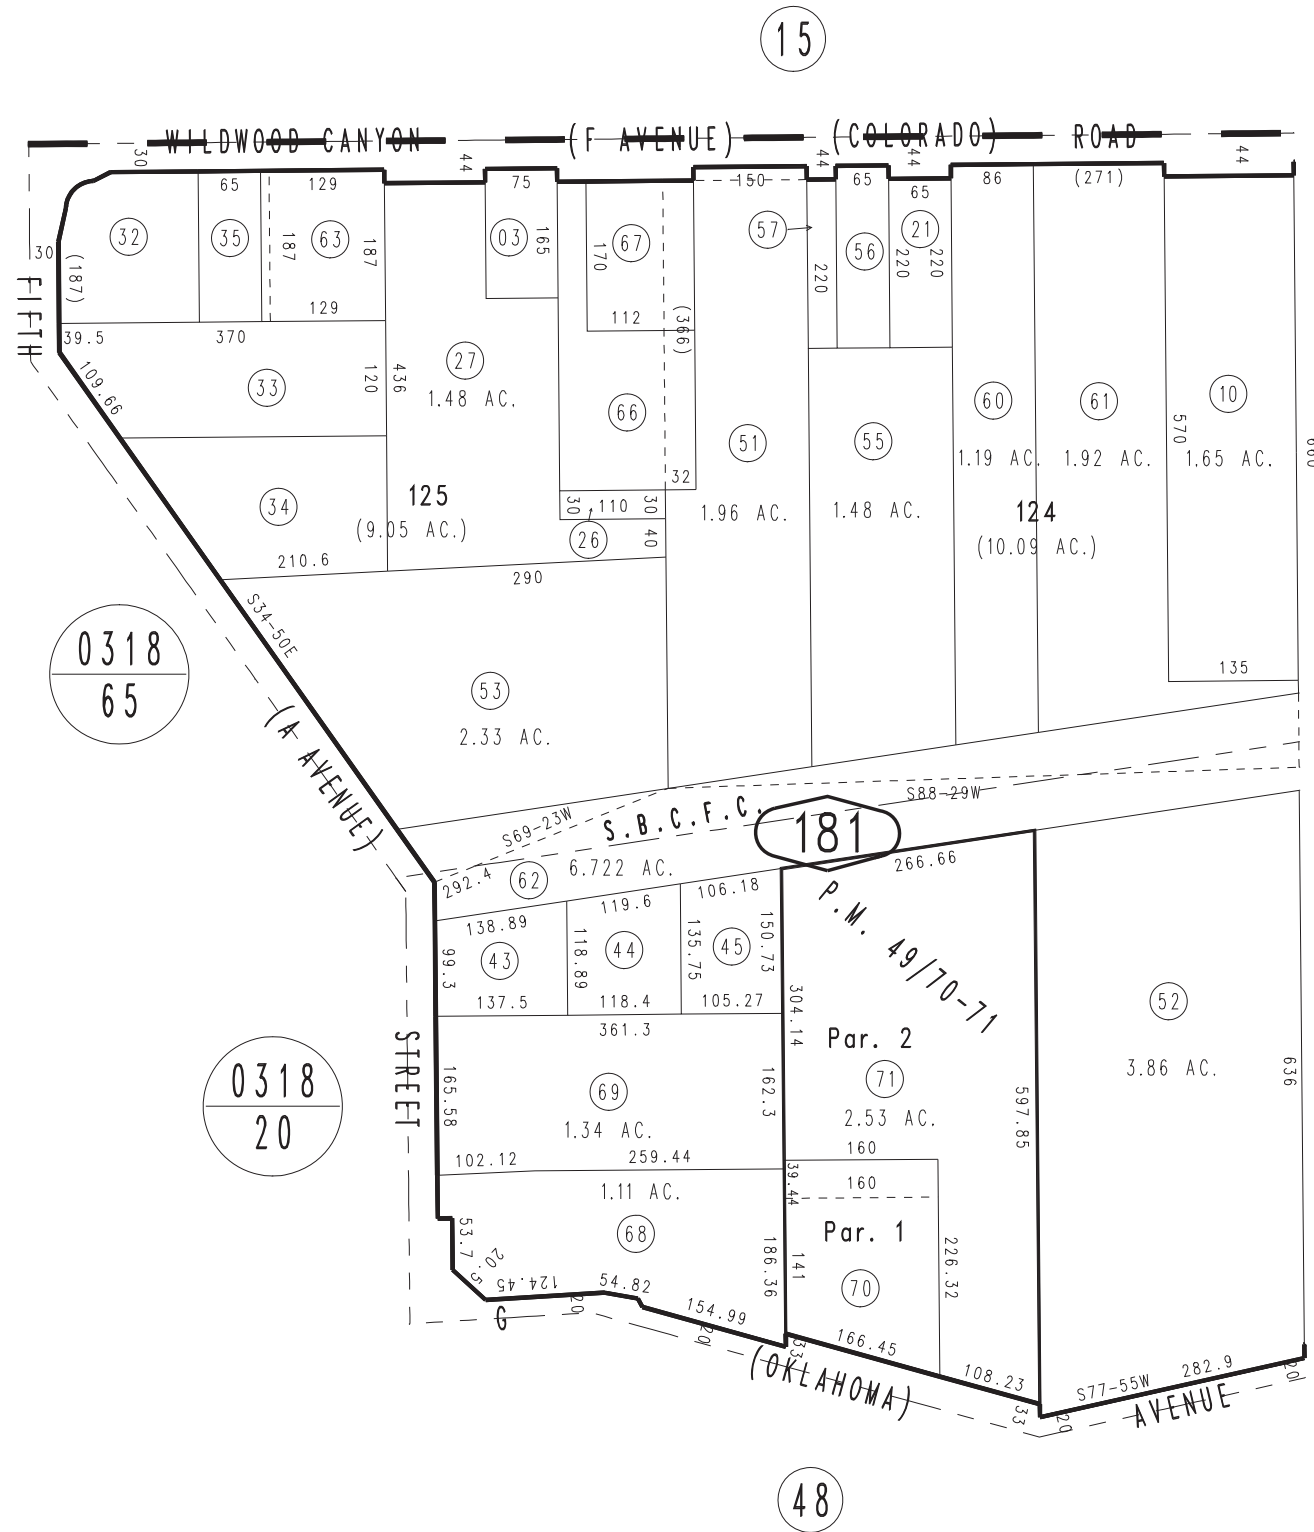 15
WILDWOOD CANYON (F AVENUE) (COLORADO) ROAD
30 44 44 44 44
65 129 75 150 65 65 86 (271)
32 35 63 03 67 57 56 21
30 (187) 187 187 165 170 220 220 220
FIFTH
129 112 (366)
39.5 370
109.66
33 120 436
27
1.48 AC.
66
51
1.96 AC.
55
1.48 AC.
60
1.19 AC.
61
1.92 AC.
10
1.65 AC.
570 660
32
34
125
(9.05 AC.)
30 110 30
26 40
124
(10.09 AC.)
210.6 290
S34-50E
0318
65
53
2.33 AC.
135
(A AVENUE)
S69-23W S.B.C.F.C. S88-29W
181
292.4 62 6.722 AC.
266.66
138.89 119.6 106.18
P.M. 49/70-71
99.3 43 118.89 44 135.75 45 150.73
137.5 118.4 105.27
361.3
304.14
52
3.86 AC.
636
STREET
0318
20
165.58
69
1.34 AC.
162.3
Par. 2
71
2.53 AC.
597.85
102.12 259.44
160
39.44
160
1.11 AC.
68
186.36
Par. 1
141
70
226.32
53.7
20.5
124.45 54.82
20
154.99
20
33
166.45
108.23
33
20
S77-55W 282.9
20
G (OKLAHOMA) AVENUE
48